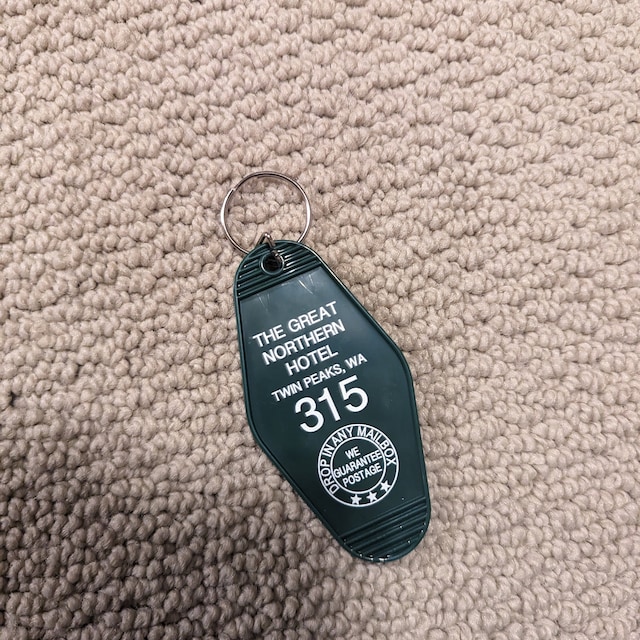 THE GREAT
NORTHERN
HOTEL
TWIN PEAKS, WA
315
DROP IN ANY MAILBOX
WE
GUARANTEE
POSTAGE